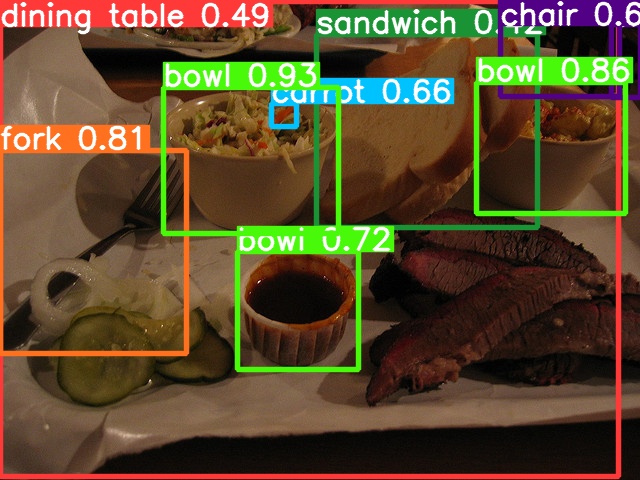 dining table 0.49
sandwich 0.42
chair 0.6
bowl 0.93
carrot 0.66
bowl 0.86
fork 0.81
bowl 0.72